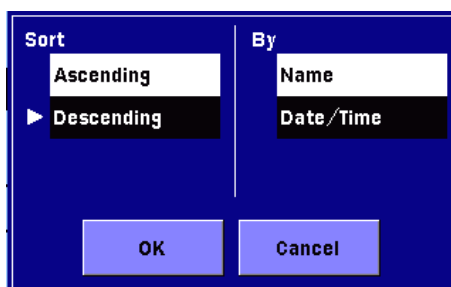 Sort
Ascending
Descending
By
Name
Date/Time
OK
Cancel